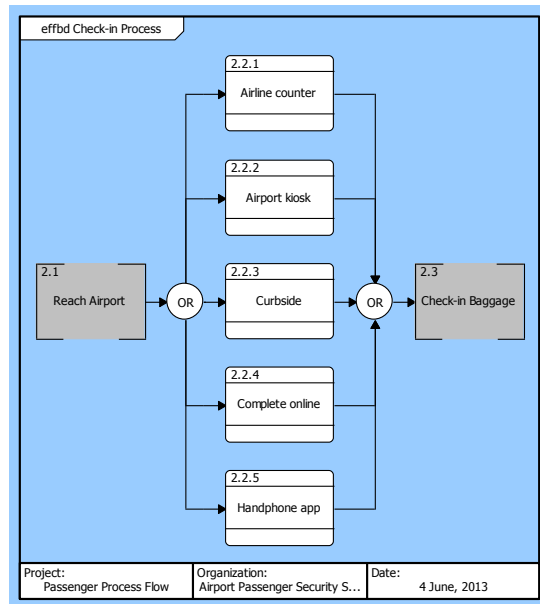 effbd Check-in Process
2.2.1
Airline counter
2.2.2
Airport kiosk
2.1
Reach Airport
OR
2.2.3
Curbside
OR
2.3
Check-in Baggage
2.2.4
Complete online
2.2.5
Handphone app
Project:
Passenger Process Flow
Organization:
Airport Passenger Security S...
Date:
4 June, 2013